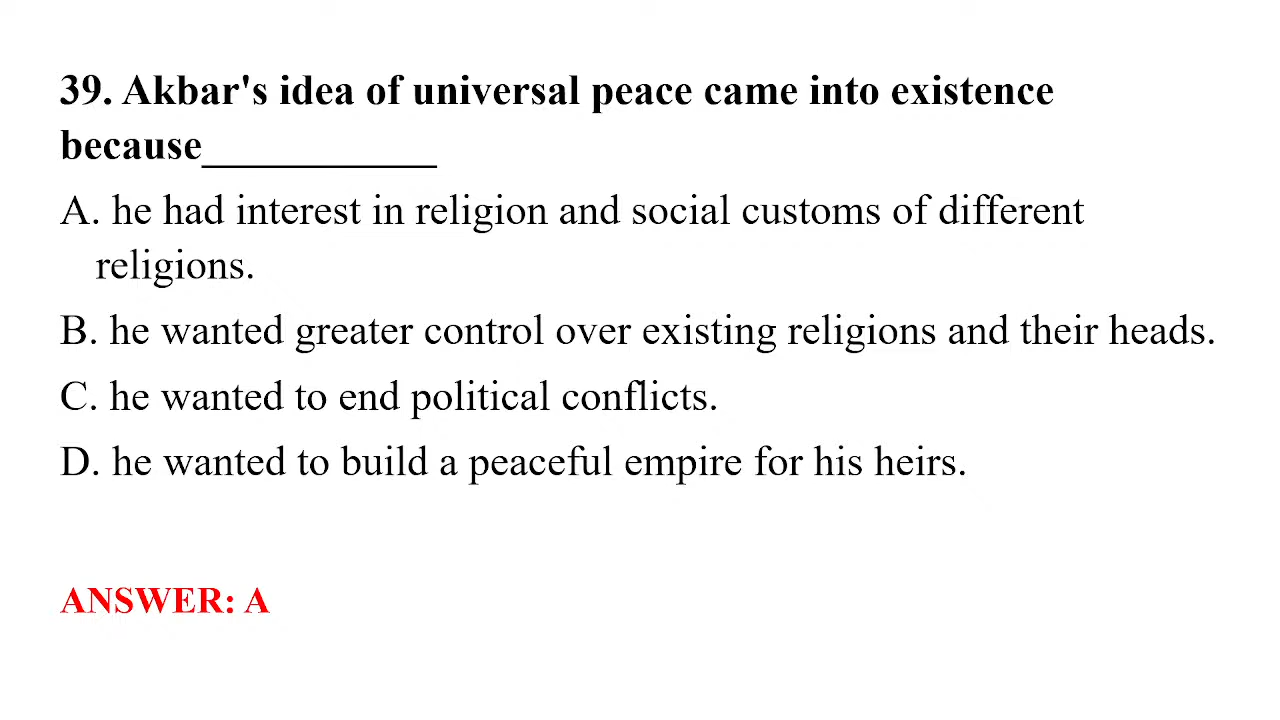 39. Akbar's idea of universal peace came into existence
because___________
A. he had interest in religion and social customs of different
religions.
B. he wanted greater control over existing religions and their heads.
C. he wanted to end political conflicts.
D. he wanted to build a peaceful empire for his heirs.
ANSWER: A